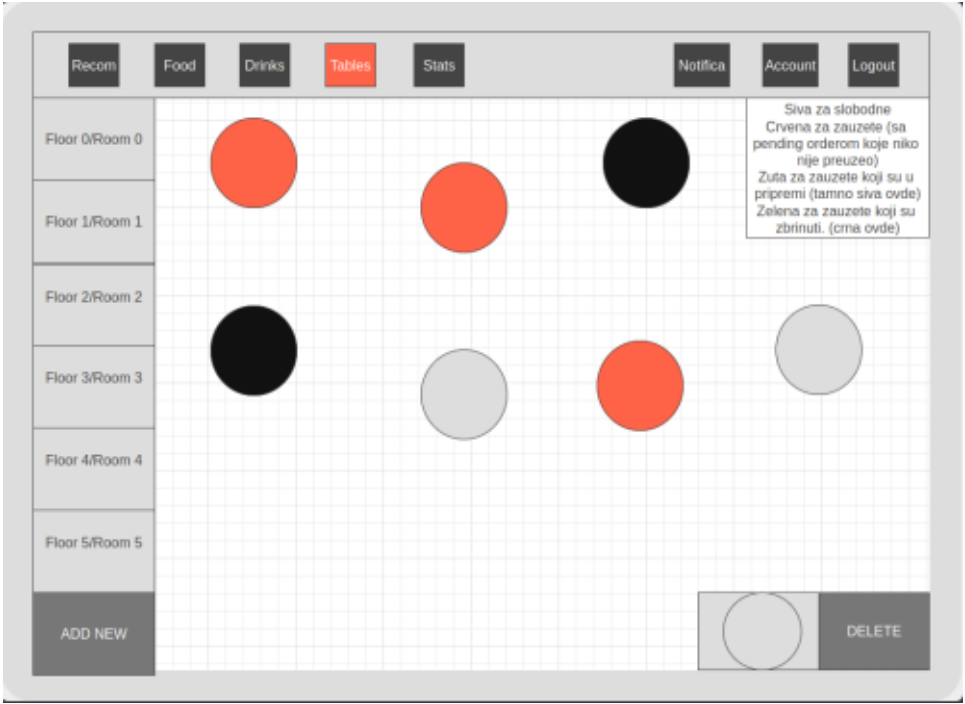 Recom Food Drinks Tables Stats Notifica Account Logout
Siva za slobodne
Crvena za zauzete (sa
pending orderom koje niko
nije preuzeo)
Zuta za zauzete koji su u
pripremi (tamno siva ovde)
Zelena za zauzete koji su
zbrinuti. (crna ovde)
Floor 0/Room 0
Floor 1/Room 1
Floor 2/Room 2
Floor 3/Room 3
Floor 4/Room 4
Floor 5/Room 5
ADD NEW
DELETE